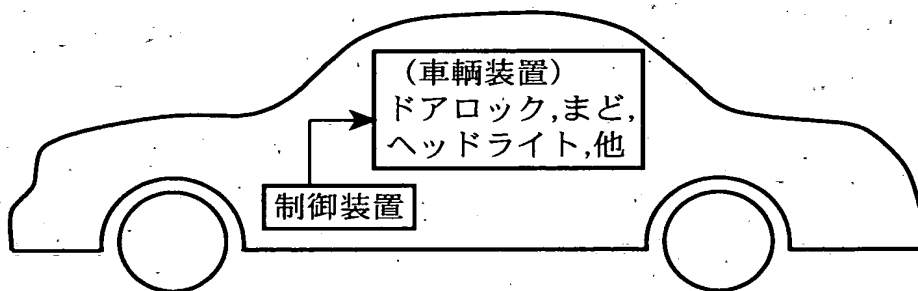 （車輌装置）
ドアロック,まど,
ヘッドライト,他
制御装置